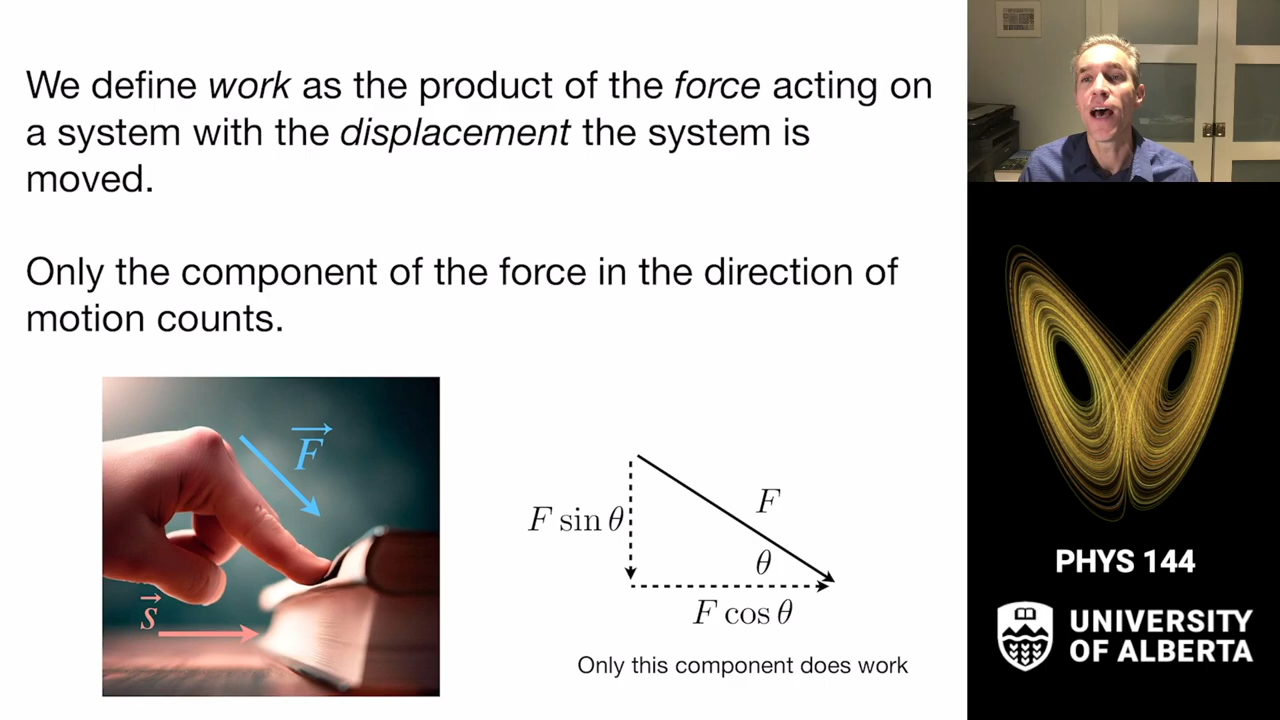 We define work as the product of the force acting on
a system with the displacement the system is
moved.
Only the component of the force in the direction of
motion counts.
F⃗
s⃗
F sin θ
F
θ
F cos θ
Only this component does work
PHYS 144
UNIVERSITY
OF ALBERTA